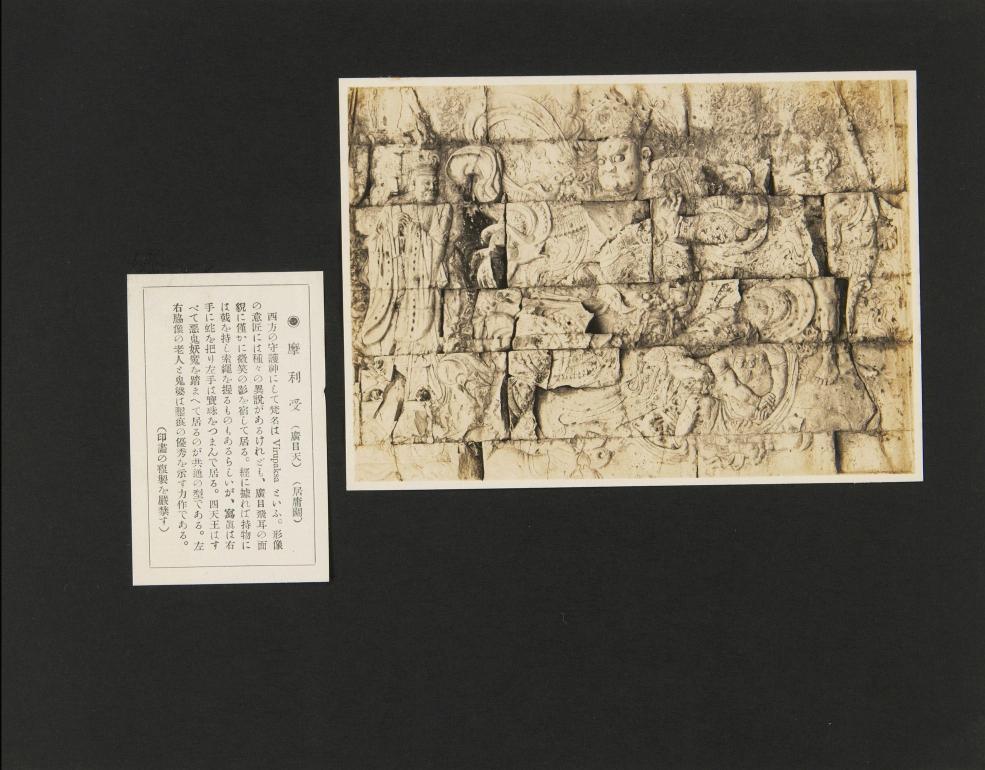 ◉ 摩利受（廣目天）（居庸關）
西方の守護神にして梵名は Virupaksa といふ。形像
の意匠には種々の異說があるけれども、廣目飛耳の面
貌に僅かに微笑の影を宿して居る。經に據れば持物に
は戟を持し索繩を握るものもあるらしいが、寫眞は右
手に蛇を把り左手は寶珠をつまんで居る。四天王はす
べて惡鬼妖魔を踏まへて居るのが共通の型である。左
右脇像の老人と鬼婆は群像の優秀を示す力作である。
（印畫の複製を嚴禁す）